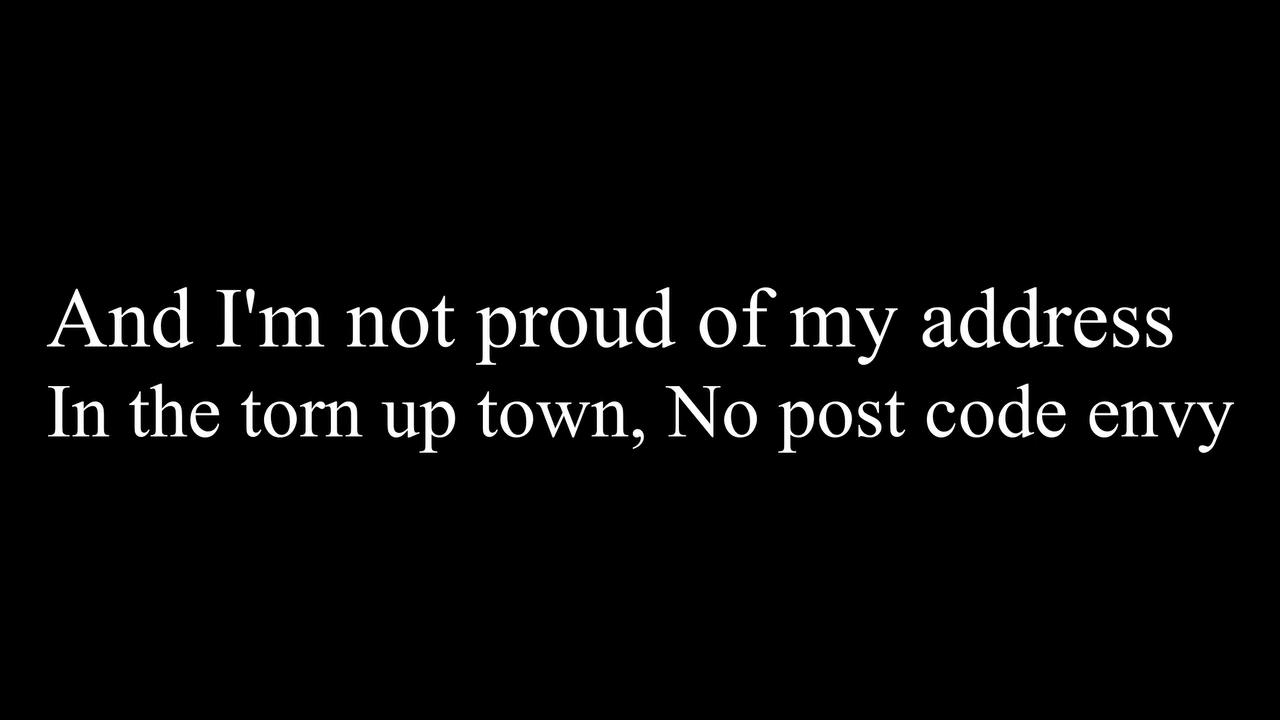 And I'm not proud of my address
In the torn up town, No post code envy